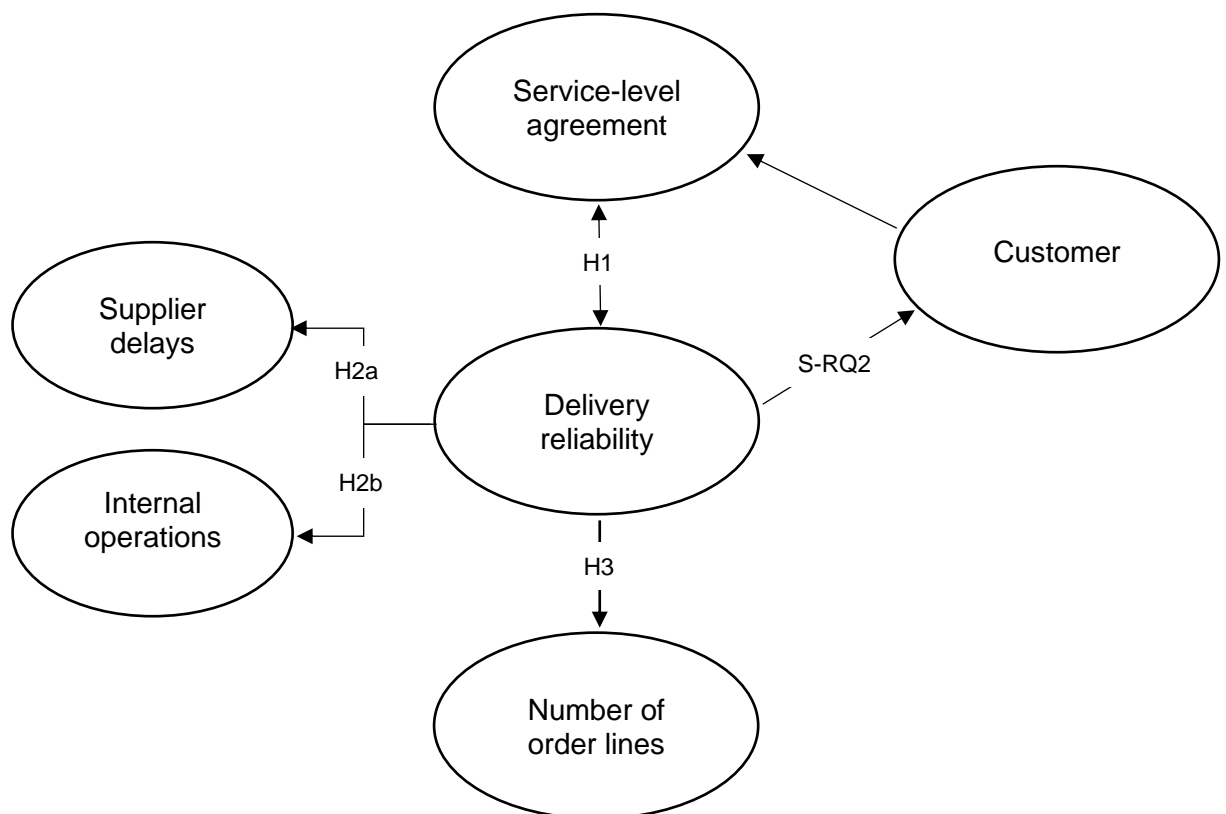 Service-level
agreement
Customer
H1
Supplier
delays
H2a
S-RQ2
Delivery
reliability
H2b
Internal
operations
H3
Number of
order lines